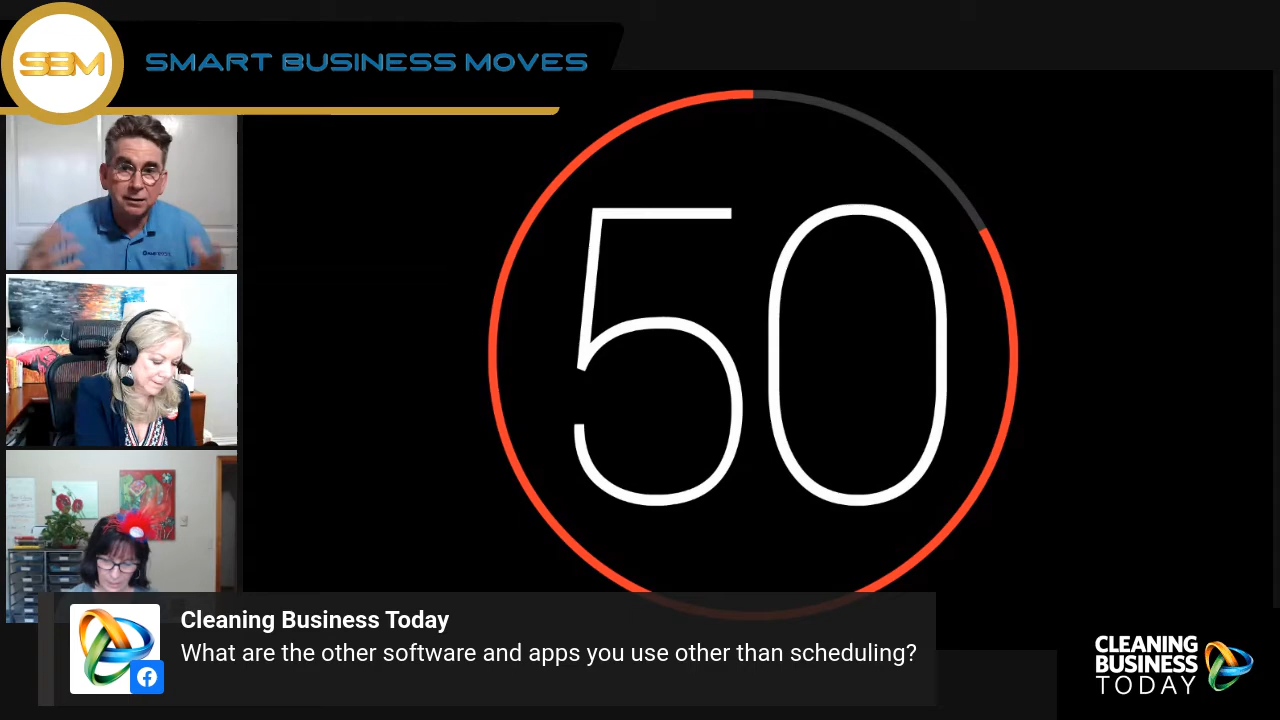 SBM
SMART BUSINESS MOVES
50
Cleaning Business Today
What are the other software and apps you use other than scheduling?
CLEANING
BUSINESS
TODAY